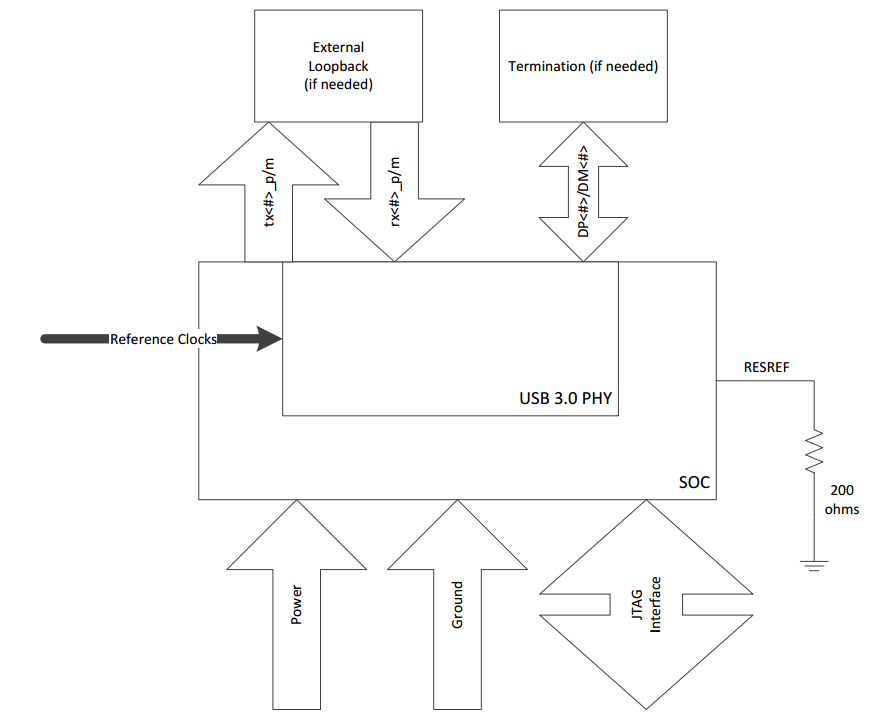 External
Loopback
(if needed)
Termination (if needed)
tx<#>_p/m
rx<#>_p/m
DP<#>/DM<#>
Reference Clocks
USB 3.0 PHY
RESREF
SOC
200
ohms
Power
Ground
JTAG
Interface